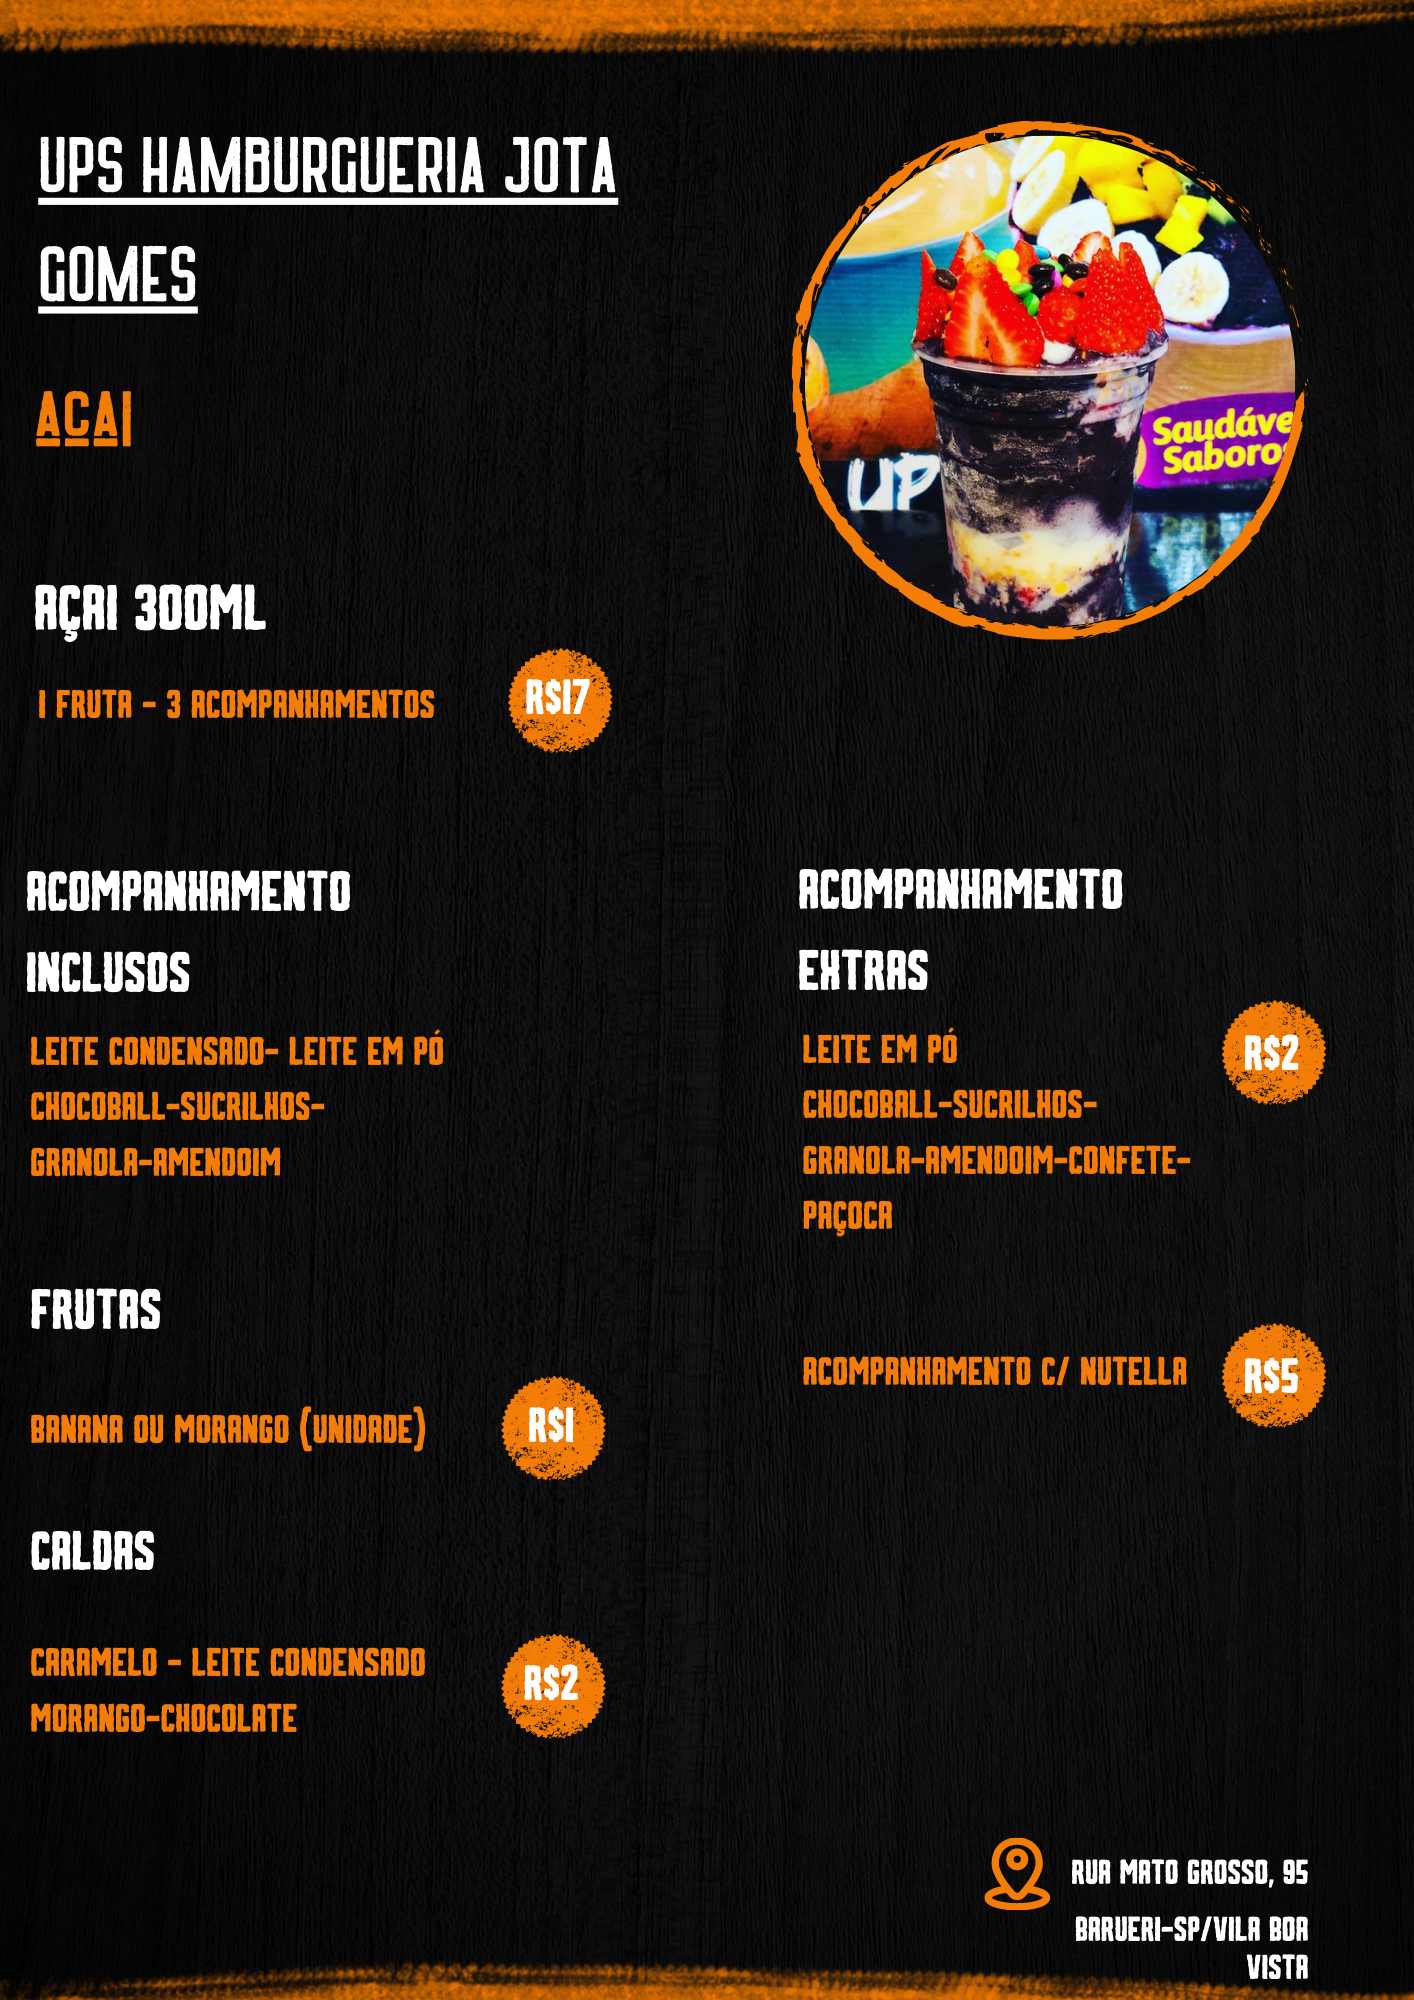 UPS HAMBURGUERIA JOTA
GOMES
AÇAI
AÇAI 300ML
1 FRUTA - 3 ACOMPANHAMENTOS
R$17
ACOMPANHAMENTO
INCLUSOS
LEITE CONDENSADO- LEITE EM PÓ
CHOCOBALL-SUCRILHOS-
GRANOLA-AMENDOIM
FRUTAS
BANANA OU MORANGO (UNIDADE)
R$1
CALDAS
CARAMELO - LEITE CONDENSADO
MORANGO-CHOCOLATE
R$2
Saudáve
Saboro
UP
ACOMPANHAMENTO
EXTRAS
LEITE EM PÓ
R$2
CHOCOBALL-SUCRILHOS-
GRANOLA-AMENDOIM-CONFETE-
PAÇOCA
ACOMPANHAMENTO C/ NUTELLA
R$5
RUA MATO GROSSO, 95
BARUERI-SP/VILA BOA
VISTA